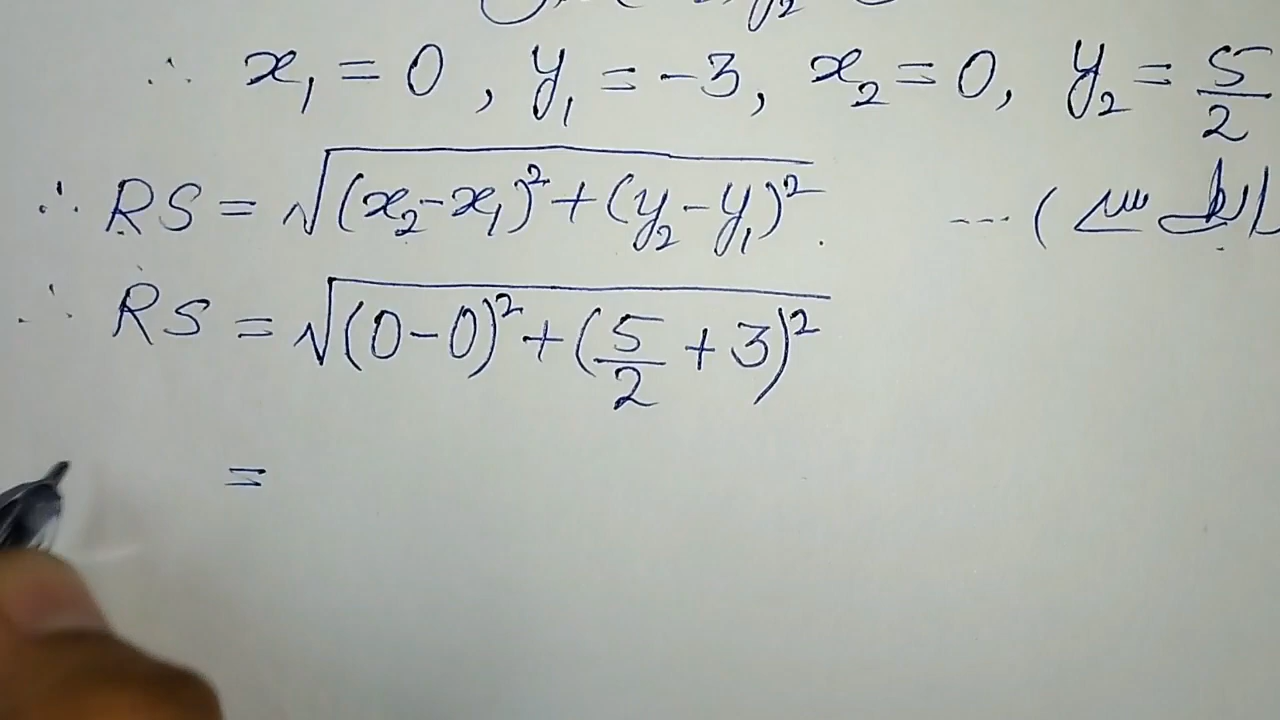 ∴ x₁ = 0 , y₁ = -3, x₂ = 0, y₂ = 5/2
∴ RS = √((x₂-x₁)² + (y₂-y₁)²) ---(
∴ RS = √((0-0)² + (5/2 + 3)²)
=